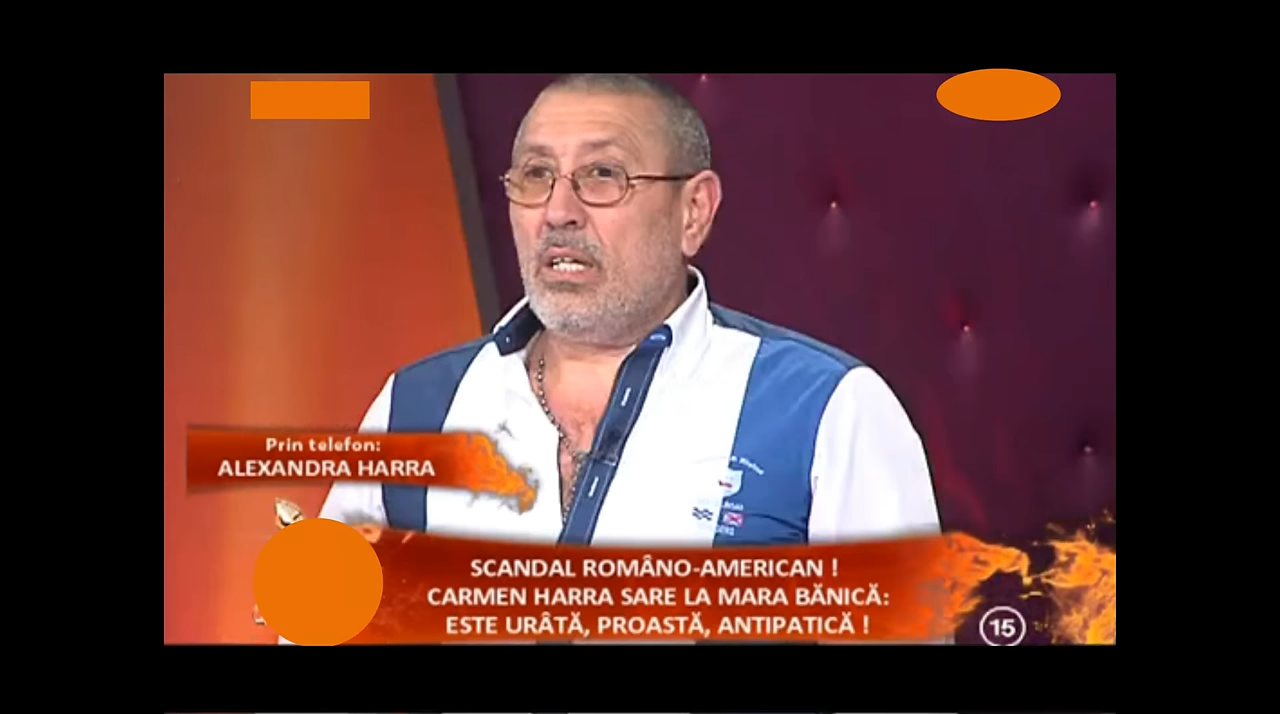 Prin telefon:
ALEXANDRA HARRA
SCANDAL ROMÂNO-AMERICAN !
CARMEN HARRA SARE LA MARA BĂNICĂ:
ESTE URÂTĂ, PROASTĂ, ANTIPATICĂ !
15